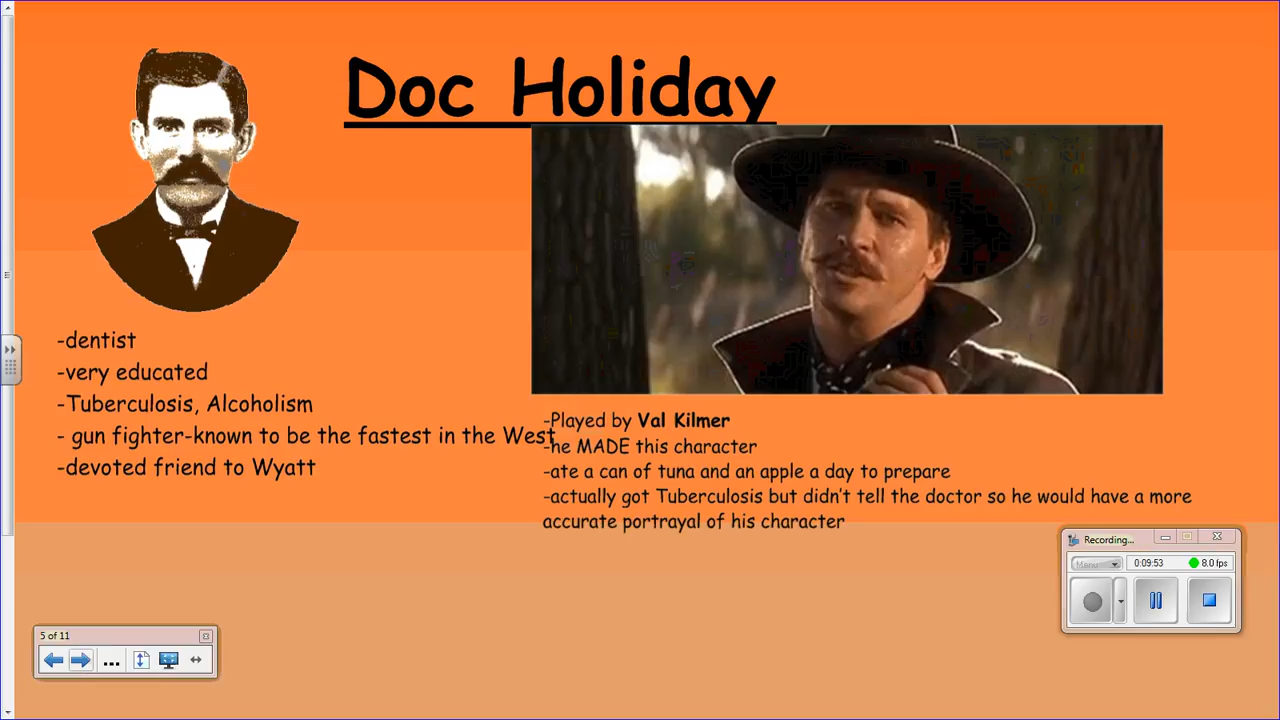 Doc Holiday
-dentist
-very educated
-Tuberculosis, Alcoholism
- gun fighter-known to be the fastest in the West
-devoted friend to Wyatt
-Played by Val Kilmer
-he MADE this character
-ate a can of tuna and an apple a day to prepare
-actually got Tuberculosis but didn't tell the doctor so he would have a more
accurate portrayal of his character
Recording...
Menu
0:09:53
8.0 fps
5 of 11
...